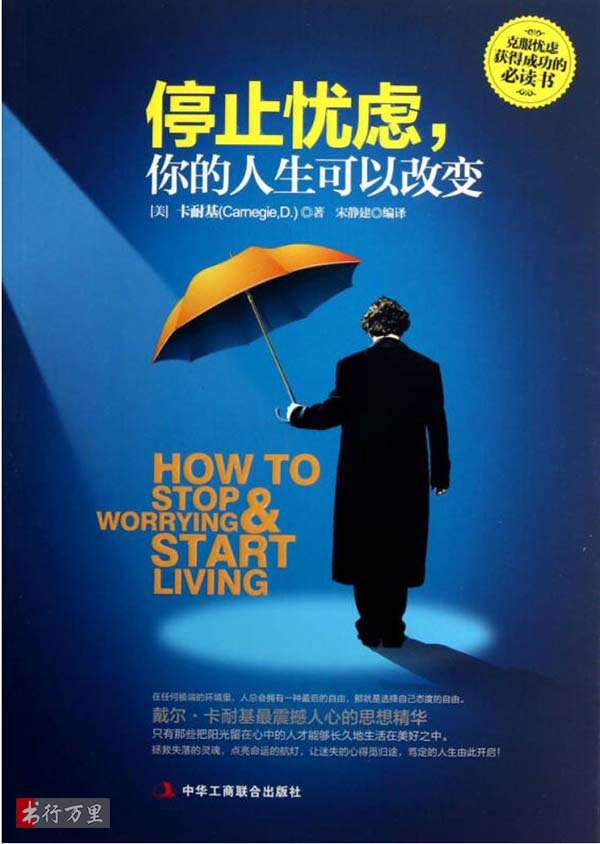 克服忧虑
获得成功的
必读书
停止忧虑，
你的人生可以改变
[美] 卡耐基(Carnegie,D.)◎著 宋静建◎编译
HOW TO
STOP &
WORRYING
START
LIVING
在任何极端的环境里，人总会拥有一种最后的自由，那就是选择自己态度的自由。
戴尔·卡耐基最震撼人心的思想精华
只有那些把阳光留在心中的人才能够长久地生活在美好之中。
拯救失落的灵魂，点亮命运的航灯，让迷失的心得觅归途，笃定的人生由此开启！
中华工商联合出版社
书行万里